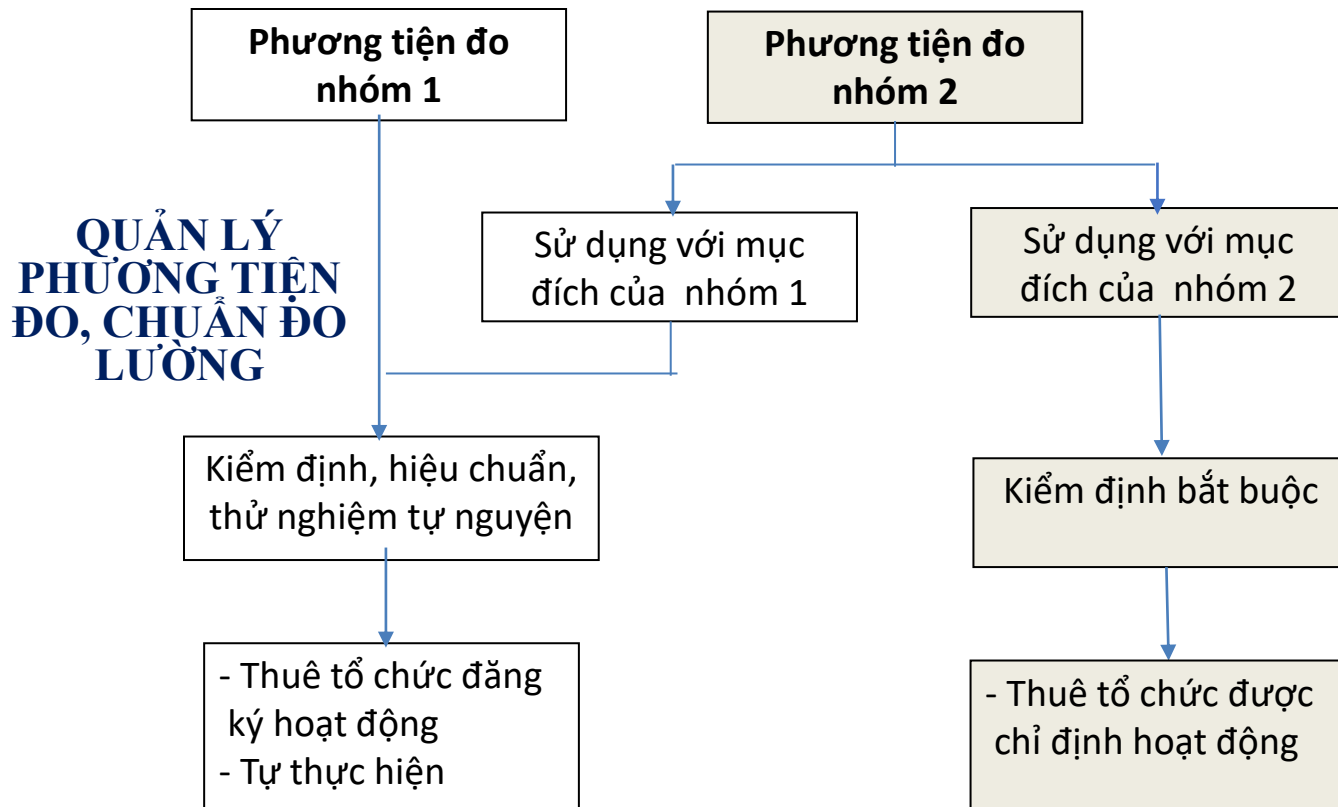 Phương tiện đo
nhóm 1
Phương tiện đo
nhóm 2
QUẢN LÝ
PHƯƠNG TIỆN
ĐO, CHUẨN ĐO
LƯỜNG
Sử dụng với mục
đích của nhóm 1
Sử dụng với mục
đích của nhóm 2
Kiểm định, hiệu chuẩn,
thử nghiệm tự nguyện
Kiểm định bắt buộc
- Thuê tổ chức đăng
ký hoạt động
- Tự thực hiện
- Thuê tổ chức được
chỉ định hoạt động